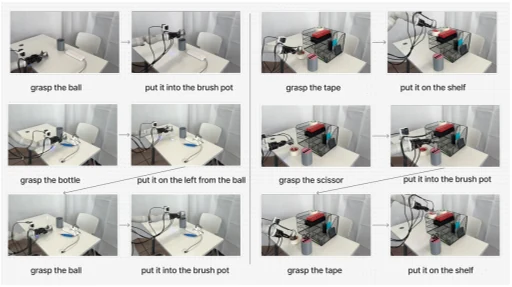 grasp the ball
put it into the brush pot
grasp the tape
put it on the shelf
grasp the bottle
put it on the left from the ball
grasp the scissor
put it into the brush pot
grasp the ball
put it into the brush pot
grasp the tape
put it on the shelf